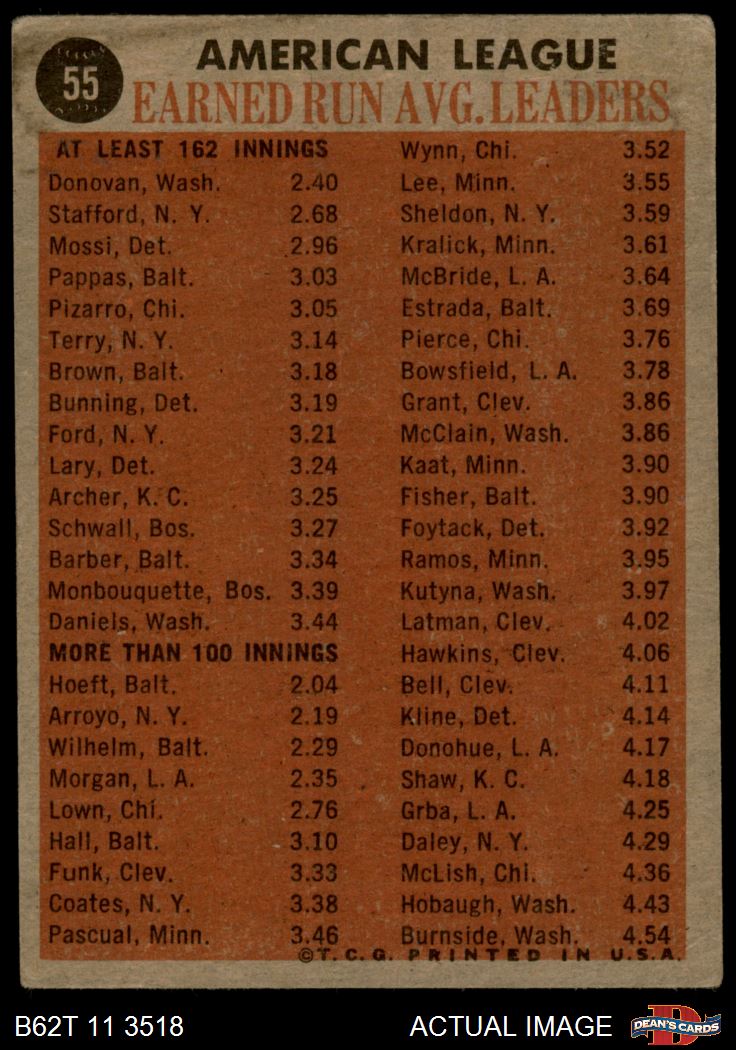 55
AMERICAN LEAGUE
EARNED RUN AVG. LEADERS
AT LEAST 162 INNINGS
Donovan, Wash. 2.40
Stafford, N. Y. 2.68
Mossi, Det. 2.96
Pappas, Balt. 3.03
Pizarro, Chi. 3.05
Terry, N. Y. 3.14
Brown, Balt. 3.18
Bunning, Det. 3.19
Ford, N. Y. 3.21
Lary, Det. 3.24
Archer, K. C. 3.25
Schwall, Bos. 3.27
Barber, Balt. 3.34
Monbouquette, Bos. 3.39
Daniels, Wash. 3.44
MORE THAN 100 INNINGS
Hoeft, Balt. 2.04
Arroyo, N. Y. 2.19
Wilhelm, Balt. 2.29
Morgan, L. A. 2.35
Lown, Chi. 2.76
Hall, Balt. 3.10
Funk, Clev. 3.33
Coates, N. Y. 3.38
Pascual, Minn. 3.46
Wynn, Chi. 3.52
Lee, Minn. 3.55
Sheldon, N. Y. 3.59
Kralick, Minn. 3.61
McBride, L. A. 3.64
Estrada, Balt. 3.69
Pierce, Chi. 3.76
Bowsfield, L. A. 3.78
Grant, Clev. 3.86
McClain, Wash. 3.86
Kaat, Minn. 3.90
Fisher, Balt. 3.90
Foytack, Det. 3.92
Ramos, Minn. 3.95
Kutyna, Wash. 3.97
Latman, Clev. 4.02
Hawkins, Clev. 4.06
Bell, Clev. 4.11
Kline, Det. 4.14
Donohue, L. A. 4.17
Shaw, K. C. 4.18
Grba, L. A. 4.25
Daley, N. Y. 4.29
McLish, Chi. 4.36
Hobaugh, Wash. 4.43
Burnside, Wash. 4.54
©T. C. G. PRINTED IN U.S.A.
B62T 11 3518
ACTUAL IMAGE
D
DEAN'S CARDS